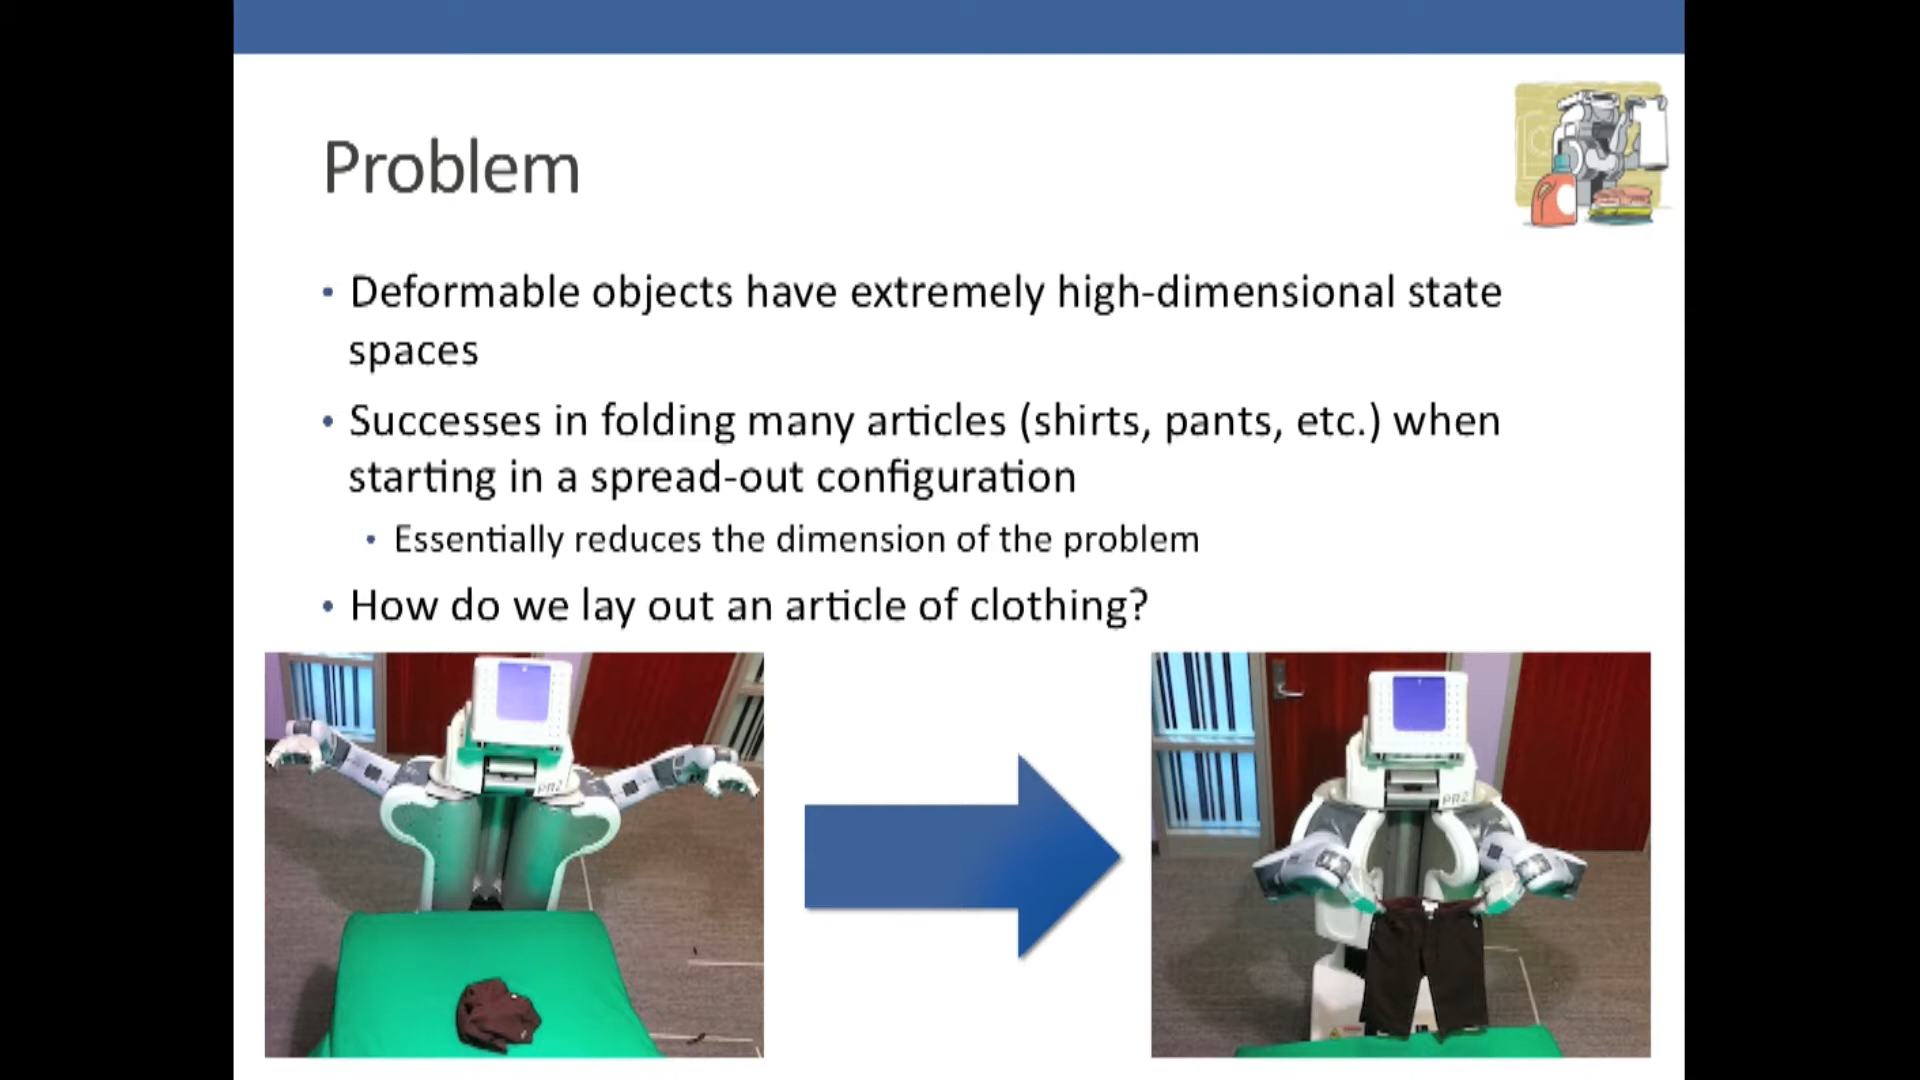 Problem
• Deformable objects have extremely high-dimensional state
spaces
• Successes in folding many articles (shirts, pants, etc.) when
starting in a spread-out configuration
• Essentially reduces the dimension of the problem
• How do we lay out an article of clothing?
PR2
PR2